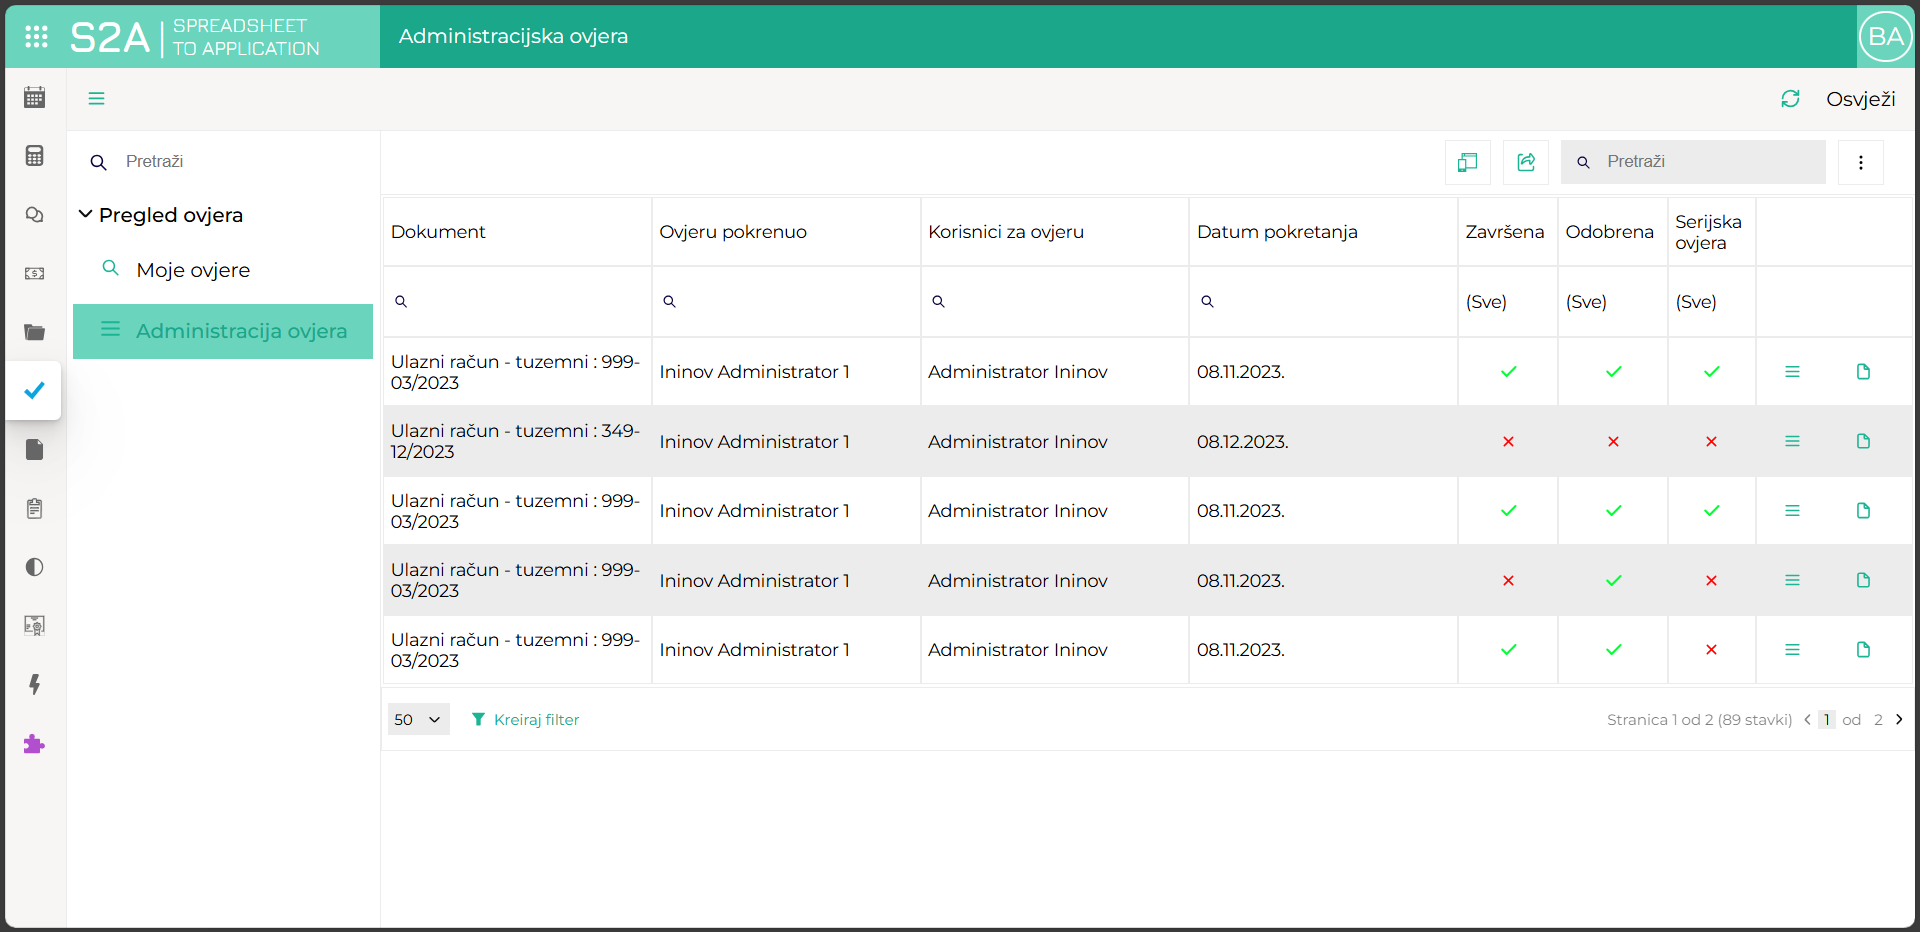 S2A
SPREADSHEET
TO APPLICATION
Administracijska ovjera
BA
Osvježi
Pretraži
Pregled ovjera
Moje ovjere
Administracija ovjera
Pretraži
Dokument
Ovjeru pokrenuo
Korisnici za ovjeru
Datum pokretanja
Završena
Odobrena
Serijska
ovjera
(Sve)
(Sve)
(Sve)
Ulazni račun - tuzemni : 999-
03/2023
Ininov Administrator 1
Administrator Ininov
08.11.2023.
Ulazni račun - tuzemni : 349-
12/2023
Ininov Administrator 1
Administrator Ininov
08.12.2023.
Ulazni račun - tuzemni : 999-
03/2023
Ininov Administrator 1
Administrator Ininov
08.11.2023.
Ulazni račun - tuzemni : 999-
03/2023
Ininov Administrator 1
Administrator Ininov
08.11.2023.
Ulazni račun - tuzemni : 999-
03/2023
Ininov Administrator 1
Administrator Ininov
08.11.2023.
50
Kreiraj filter
Stranica 1 od 2 (89 stavki)
1 od 2